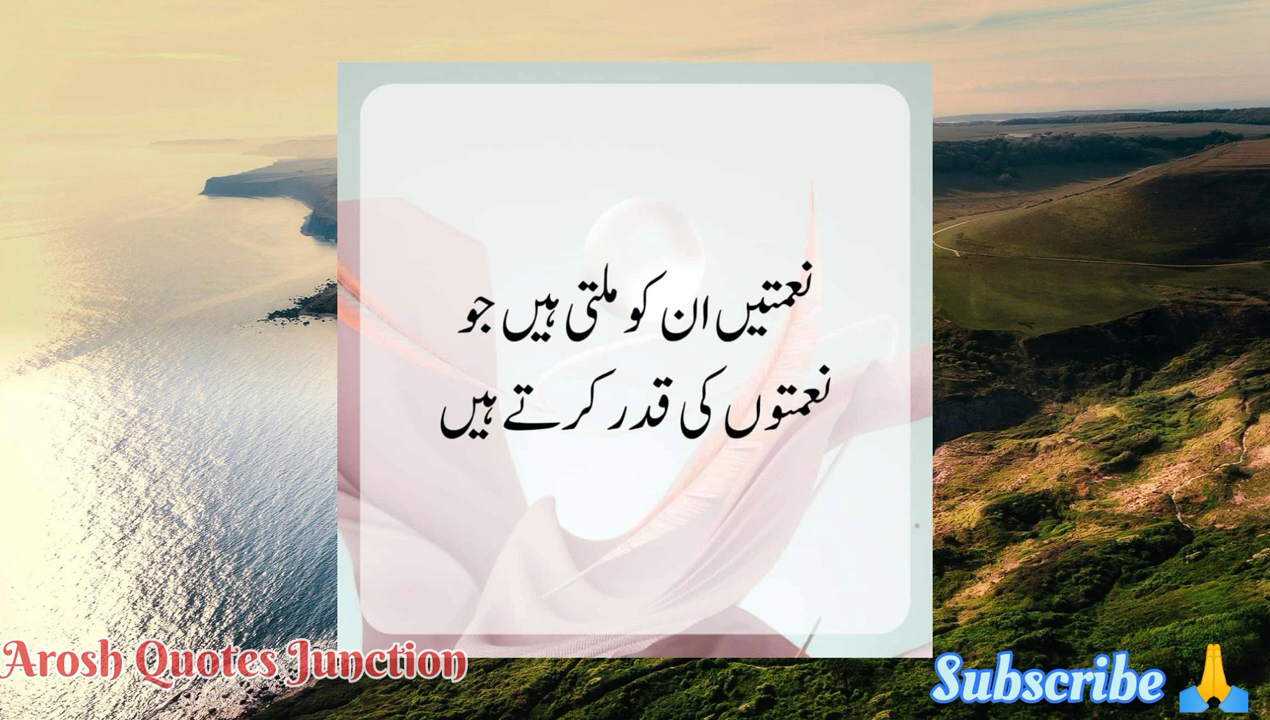 نعمتیں ان کو ملتی ہیں جو
نعمتوں کی قدر کرتے ہیں
Arosh Quotes Junction
Subscribe 🙏